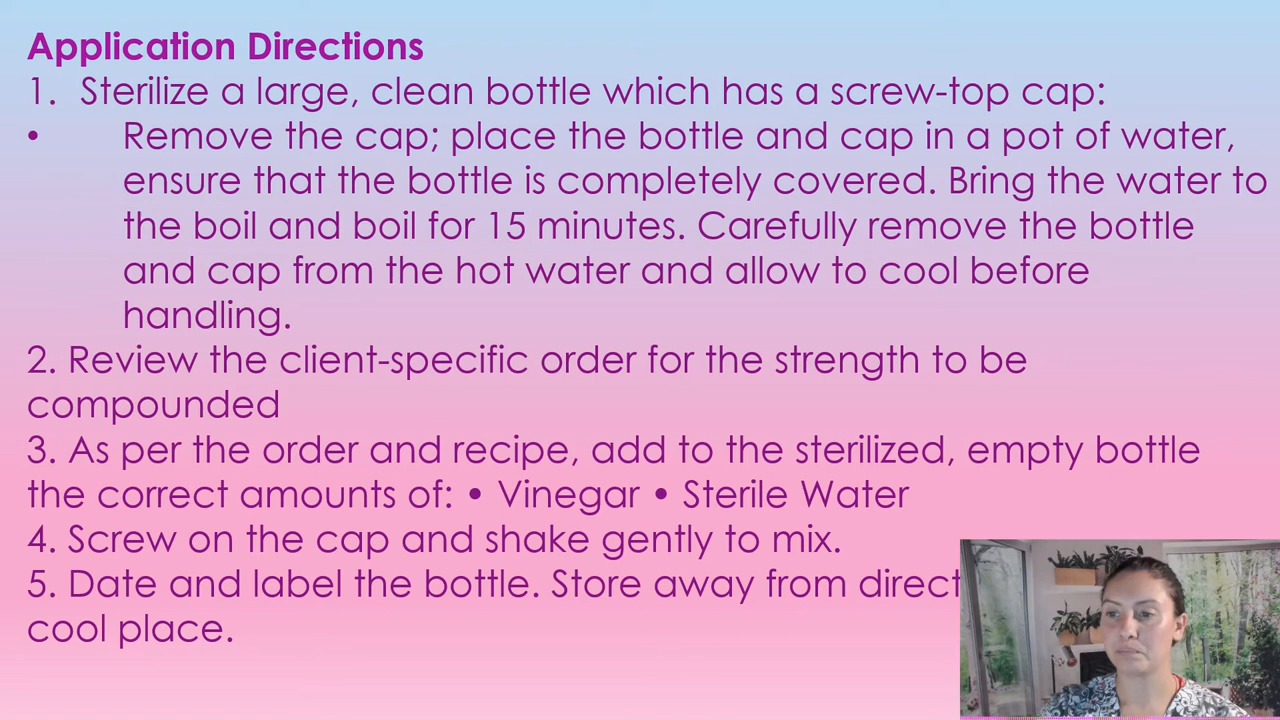 Application Directions
1. Sterilize a large, clean bottle which has a screw-top cap:
• Remove the cap; place the bottle and cap in a pot of water,
ensure that the bottle is completely covered. Bring the water to
the boil and boil for 15 minutes. Carefully remove the bottle
and cap from the hot water and allow to cool before
handling.
2. Review the client-specific order for the strength to be
compounded
3. As per the order and recipe, add to the sterilized, empty bottle
the correct amounts of: • Vinegar • Sterile Water
4. Screw on the cap and shake gently to mix.
5. Date and label the bottle. Store away from direct
cool place.